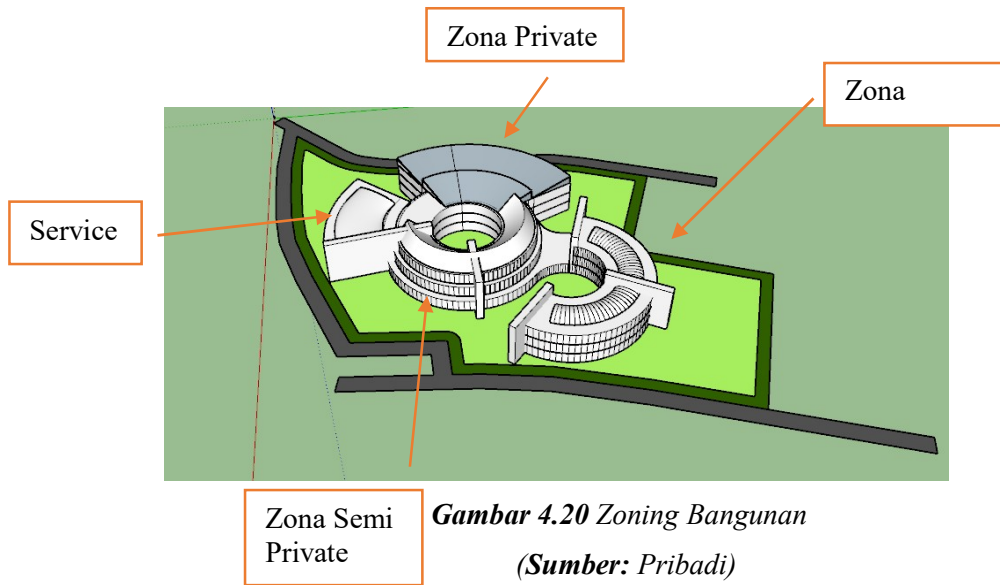 Zona Private
Zona
Service
Zona Semi
Private
Gambar 4.20 Zoning Bangunan
(Sumber: Pribadi)